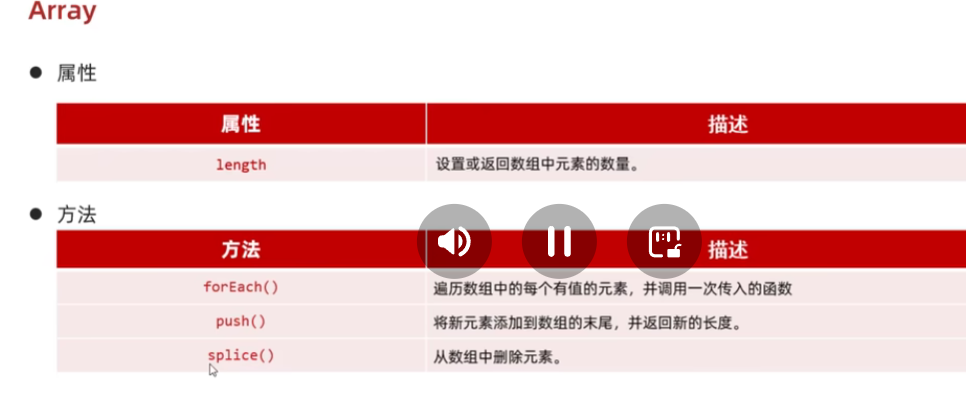 Array
属性
属性 描述
length 设置或返回数组中元素的数量。
方法
方法 描述
forEach() 遍历数组中的每个有值的元素，并调用一次传入的函数
push() 将新元素添加到数组的末尾，并返回新的长度。
splice() 从数组中删除元素。